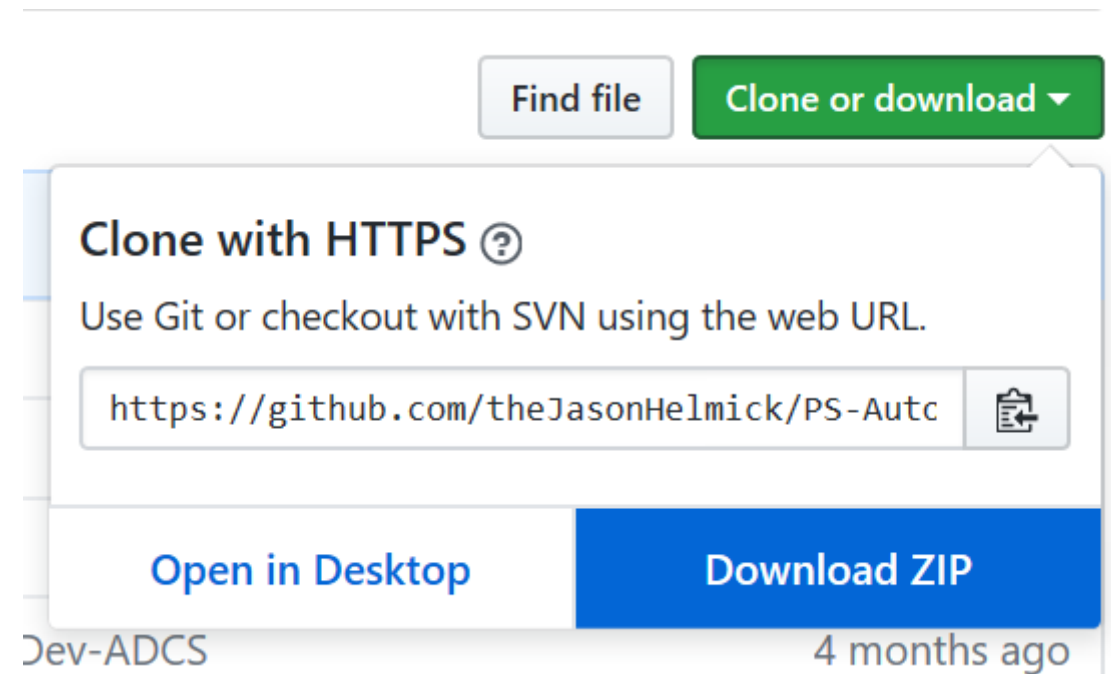 Find file
Clone or download
Clone with HTTPS
Use Git or checkout with SVN using the web URL.
https://github.com/theJasonHelmick/PS-Autc
Open in Desktop
Download ZIP
Dev-ADCS
4 months ago